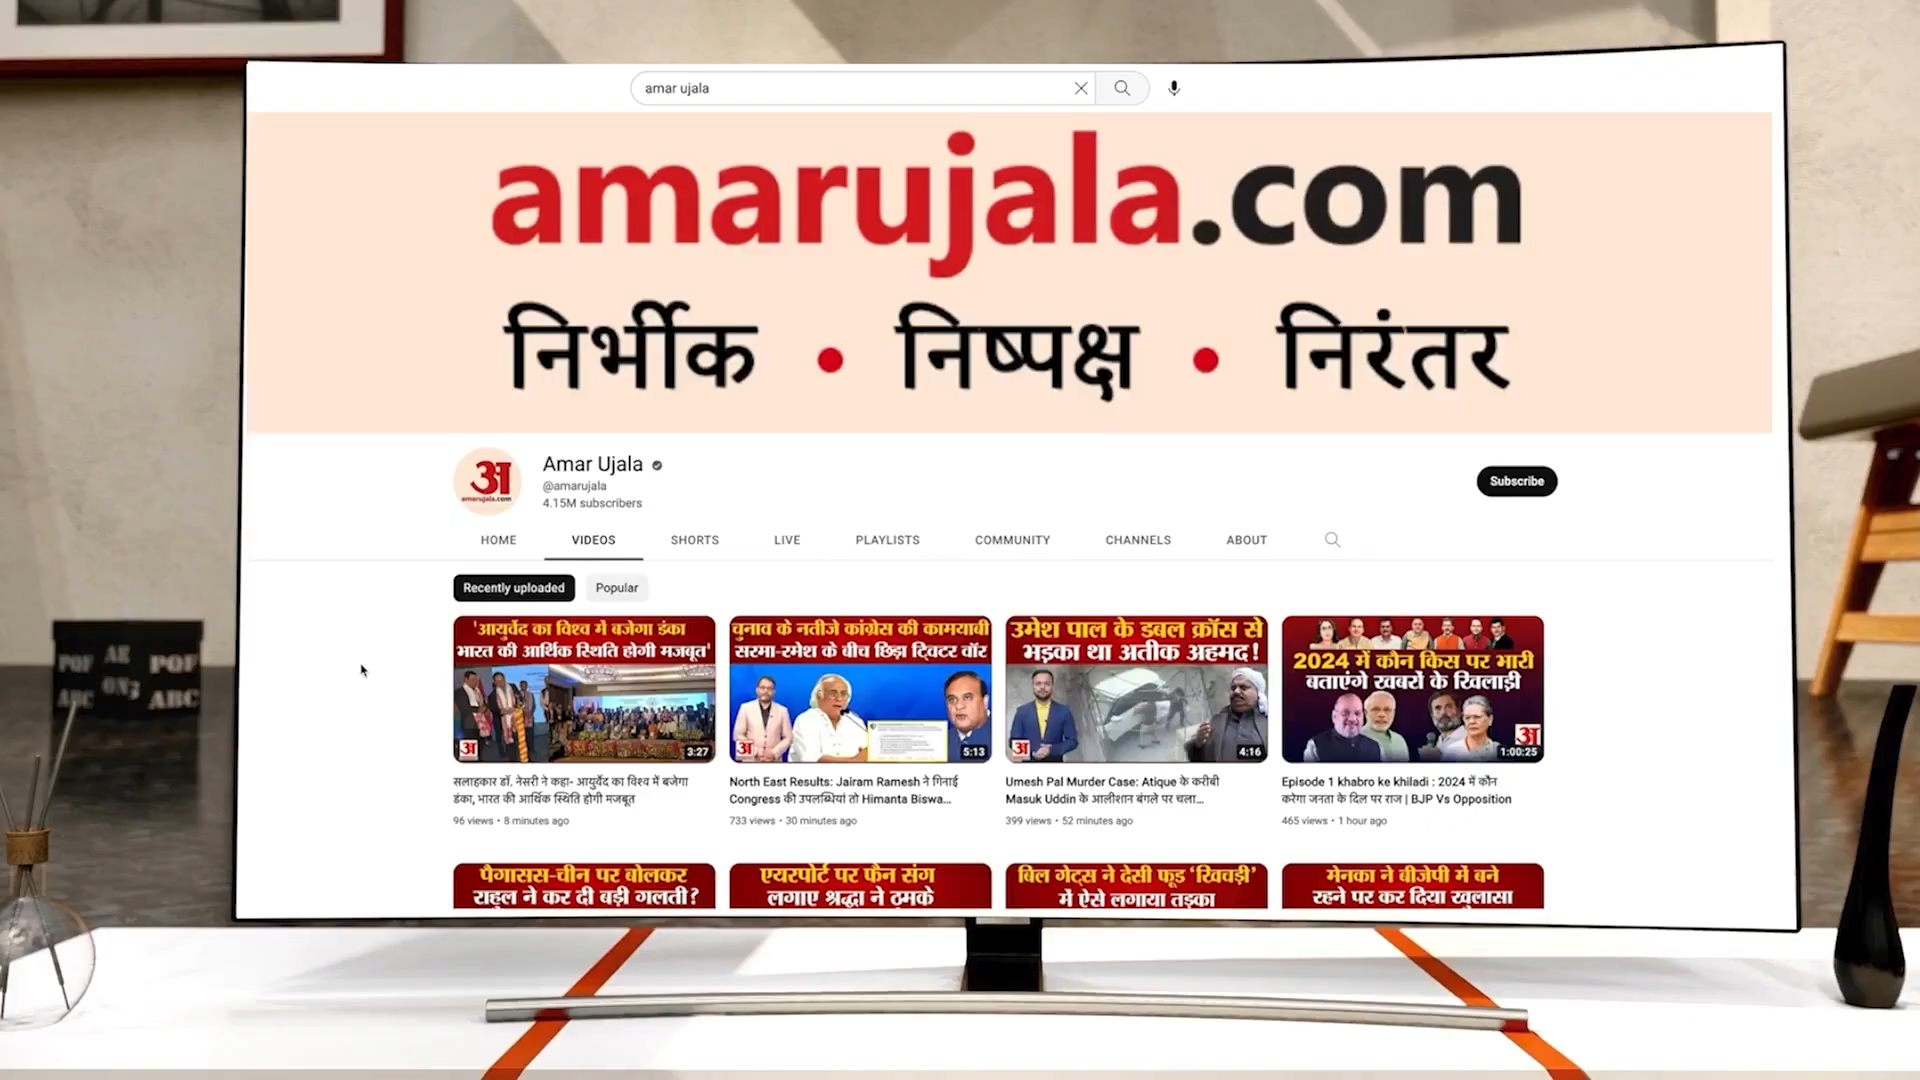 amar ujala
amarujala.com
निर्भीक • निष्पक्ष • निरंतर
अ
amarujala.com
Amar Ujala
@amarujala
4.15M subscribers
Subscribe
HOME
VIDEOS
SHORTS
LIVE
PLAYLISTS
COMMUNITY
CHANNELS
ABOUT
Recently uploaded
Popular
'आयुर्वेद का विश्व में बजेगा डंका
भारत की आर्थिक स्थिति होगी मजबूत'
अ
3:27
सलाहकार डॉ. नेसरी ने कहा- आयुर्वेद का विश्व में बजेगा
डंका, भारत की आर्थिक स्थिति होगी मजबूत
96 views • 8 minutes ago
चुनाव के नतीजे कांग्रेस की कामयाबी
सरमा-रमेश के बीच छिड़ा ट्विटर वॉर
अ
5:13
North East Results: Jairam Ramesh ने गिनाई
Congress की उपलब्धियां तो Himanta Biswa...
733 views • 30 minutes ago
उमेश पाल के डबल क्रॉस से
भड़का था अतीक अहमद!
अ
4:16
Umesh Pal Murder Case: Atique के करीबी
Masuk Uddin के आलीशान बंगले पर चला...
399 views • 52 minutes ago
2024 में कौन किस पर भारी
बताएंगे खबरों के खिलाड़ी
अ
1:00:25
Episode 1 khabro ke khiladi : 2024 में कौन
करेगा जनता के दिल पर राज | BJP Vs Opposition
465 views • 1 hour ago
पैगासस-चीन पर बोलकर
राहुल ने कर दी बड़ी गलती?
एयरपोर्ट पर फैन संग
लगाए श्रद्धा ने ठुमके
बिल गेट्स ने देसी फूड 'खिचड़ी'
में ऐसे लगाया तड़का
मेनका ने बीजेपी में बने
रहने पर कर दिया खुलासा
ABC
ABC